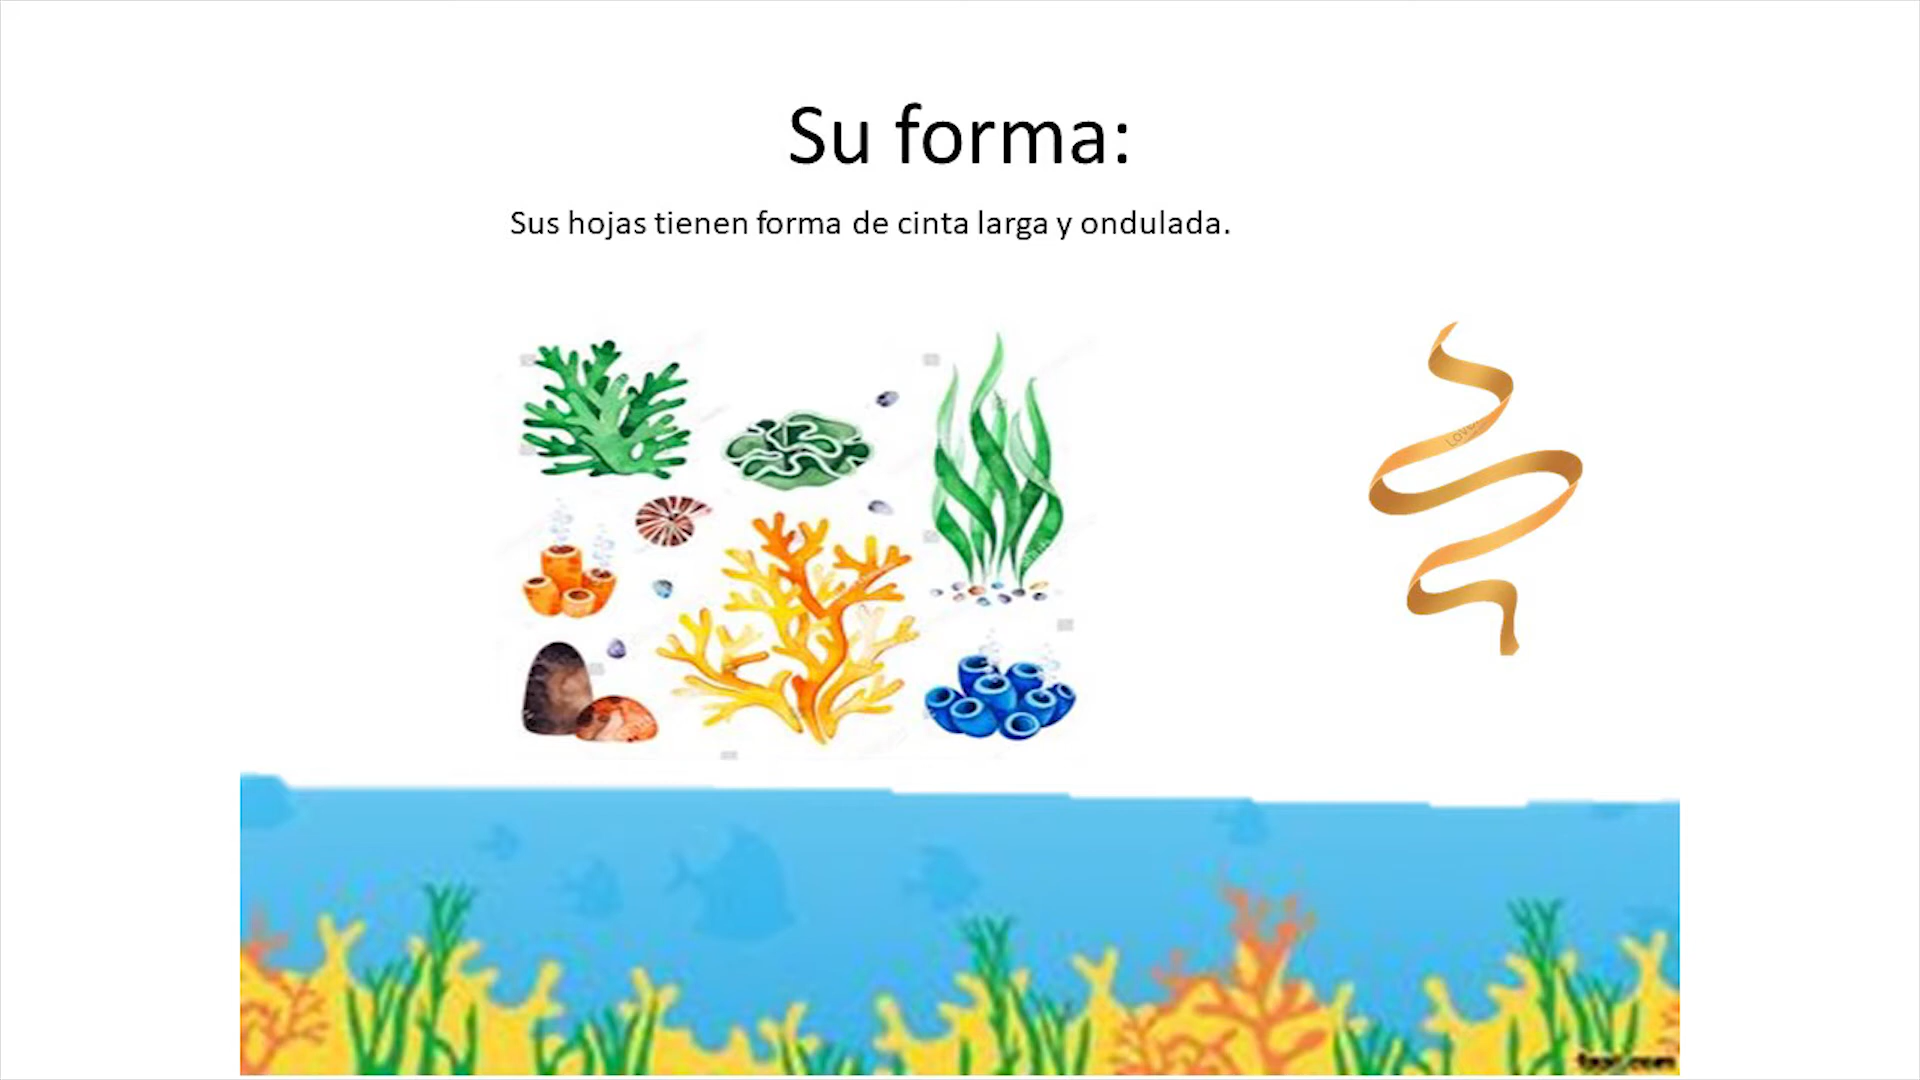 Su forma:
Sus hojas tienen forma de cinta larga y ondulada.